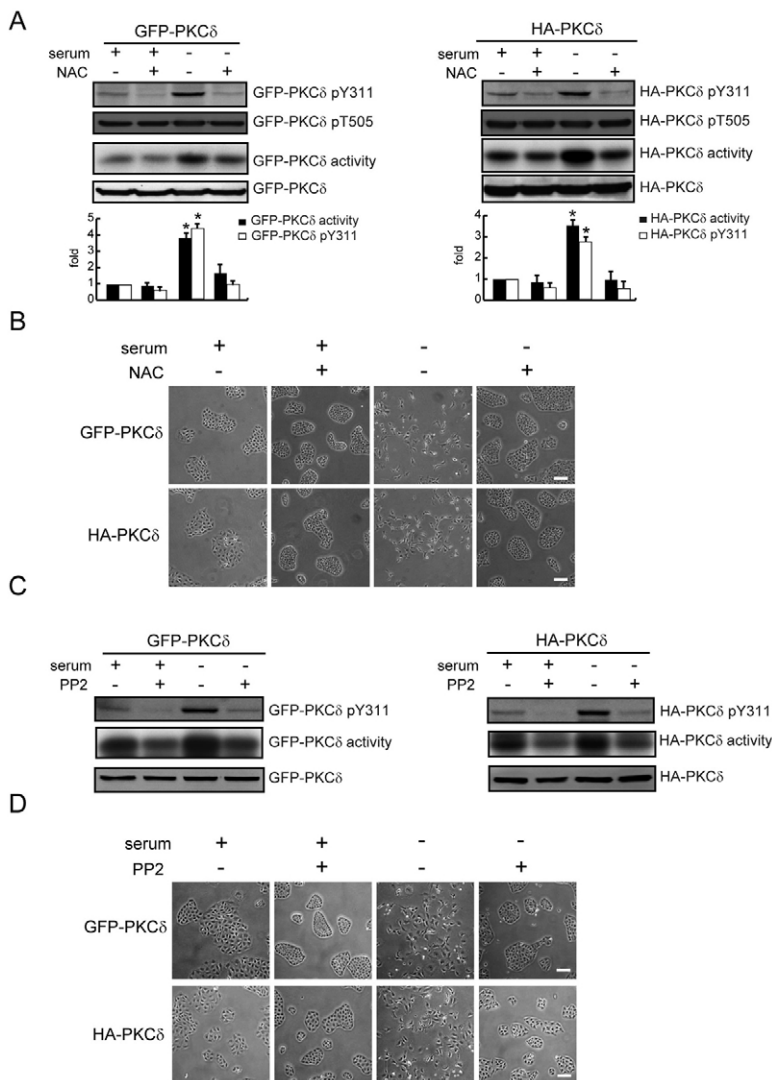 A
GFP-PKCδ
serum + + - -
NAC - + - +
GFP-PKCδ pY311
GFP-PKCδ pT505
GFP-PKCδ activity
GFP-PKCδ
fold
5
4
3
2
1
0
* *
GFP-PKCδ activity
GFP-PKCδ pY311
HA-PKCδ
serum + + - -
NAC - + - +
HA-PKCδ pY311
HA-PKCδ pT505
HA-PKCδ activity
HA-PKCδ
fold
4
3
2
1
0
* *
HA-PKCδ activity
HA-PKCδ pY311
B
serum + + - -
NAC - + - +
GFP-PKCδ
HA-PKCδ
C
GFP-PKCδ
serum + + - -
PP2 - + - +
GFP-PKCδ pY311
GFP-PKCδ activity
GFP-PKCδ
HA-PKCδ
serum + + - -
PP2 - + - +
HA-PKCδ pY311
HA-PKCδ activity
HA-PKCδ
D
serum + + - -
PP2 - + - +
GFP-PKCδ
HA-PKCδ